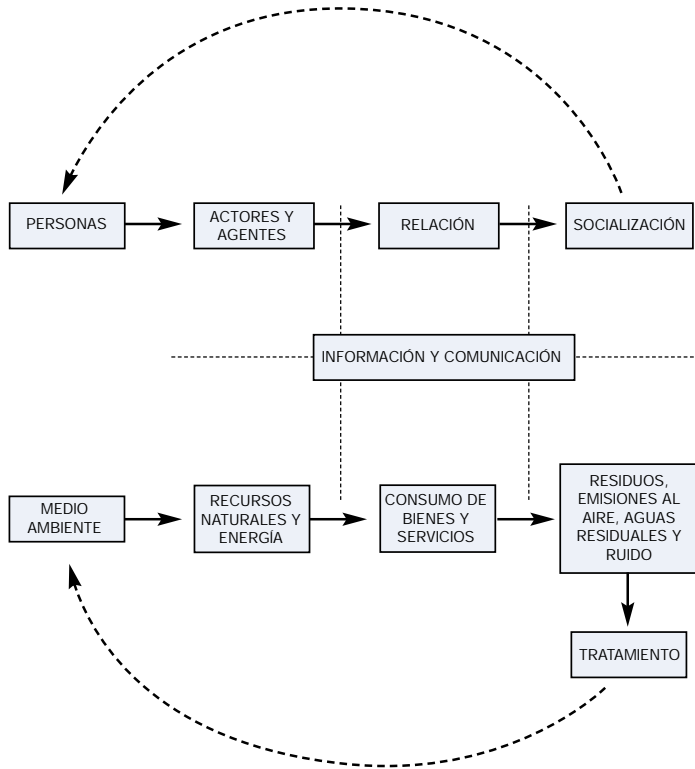 PERSONAS
ACTORES Y
AGENTES
RELACIÓN
SOCIALIZACIÓN
INFORMACIÓN Y COMUNICACIÓN
MEDIO
AMBIENTE
RECURSOS
NATURALES Y
ENERGÍA
CONSUMO DE
BIENES Y
SERVICIOS
RESIDUOS,
EMISIONES AL
AIRE, AGUAS
RESIDUALES Y
RUIDO
TRATAMIENTO